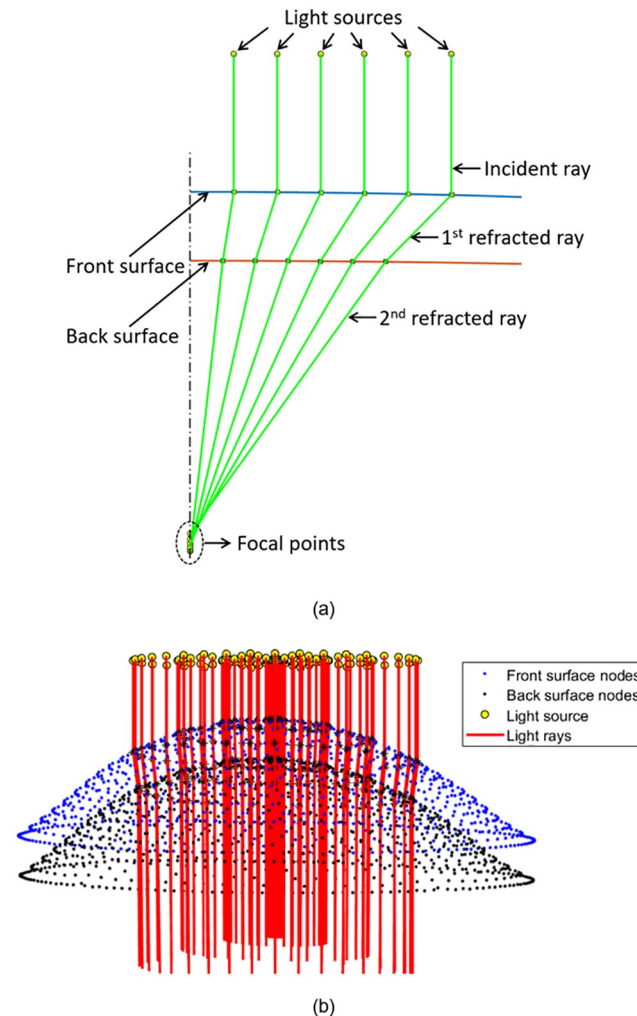 Light sources
Incident ray
1st refracted ray
Front surface
Back surface
2nd refracted ray
Focal points
(a)
Front surface nodes
Back surface nodes
Light source
Light rays
(b)